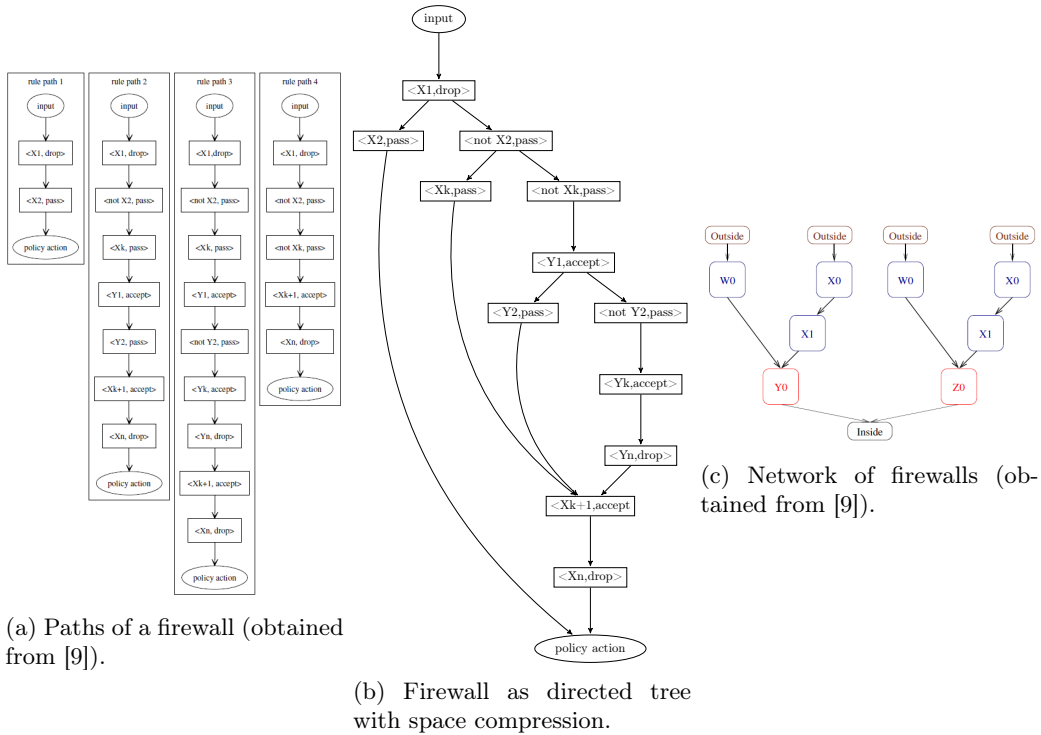 rule path 1
input
<X1, drop>
<X2, pass>
policy action
rule path 2
input
<X1, drop>
<not X2, pass>
<Xk, pass>
<Y1, accept>
<Y2, pass>
<Xk+1, accept>
<Xn, drop>
policy action
rule path 3
input
<X1,drop>
<not X2, pass>
<Xk, pass>
<Y1, accept>
<not Y2, pass>
<Yk, accept>
<Yn, drop>
<Xk+1, accept>
<Xn, drop>
policy action
rule path 4
input
<X1, drop>
<not X2, pass>
<not Xk, pass>
<Xk+1, accept>
<Xn, drop>
policy action
(a) Paths of a firewall (obtained
from [9]).
input
<X1,drop>
<X2,pass>
<not X2,pass>
<Xk,pass>
<not Xk,pass>
<Y1,accept>
<Y2,pass>
<not Y2,pass>
<Yk,accept>
<Yn,drop>
<Xk+1,accept
<Xn,drop>
policy action
(b) Firewall as directed tree
with space compression.
Outside
Outside
Outside
Outside
W0
X0
W0
X0
X1
X1
Y0
Z0
Inside
(c) Network of firewalls (ob-
tained from [9]).